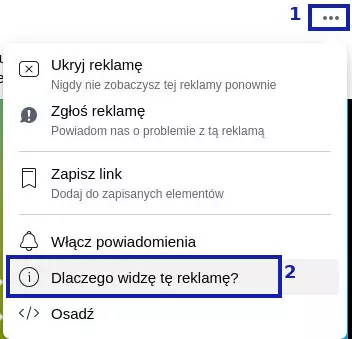 1
Ukryj reklamę
Nigdy nie zobaczysz tej reklamy ponownie
Zgłoś reklamę
Powiadom nas o problemie z tą reklamą
Zapisz link
Dodaj do zapisanych elementów
Włącz powiadomienia
Dlaczego widzę tę reklamę? 2
Osadź